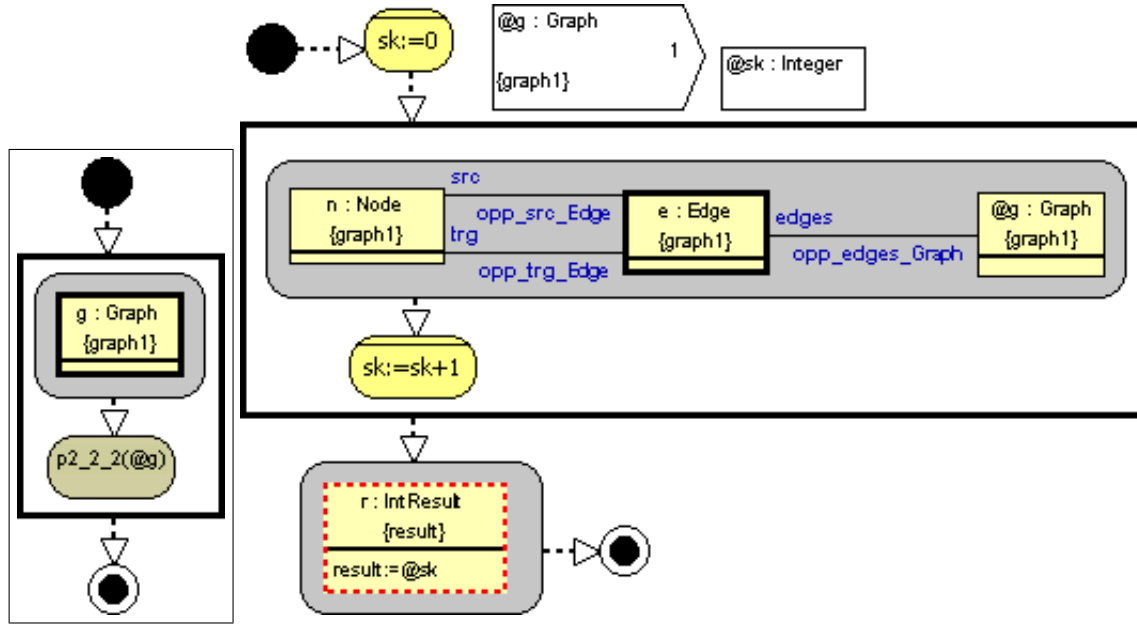 sk:=0
@g : Graph
1
{graph1}
@sk : Integer
src
n : Node
{graph1}
opp_src_Edge
trg
opp_trg_Edge
e : Edge
{graph1}
edges
opp_edges_Graph
@g : Graph
{graph1}
sk:=sk+1
g : Graph
{graph1}
p2_2_2(@g)
r : IntResult
{result}
result:=@sk